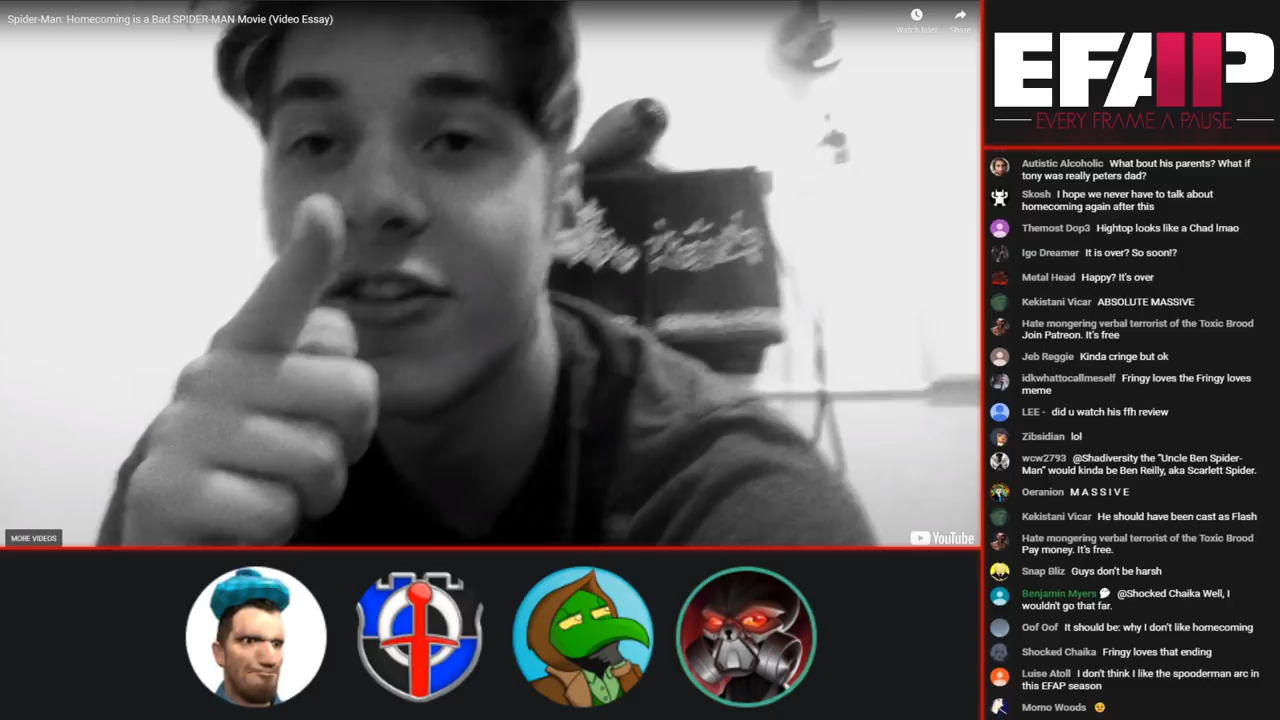 Spider-Man: Homecoming is a Bad SPIDER-MAN Movie (Video Essay)
Watch later
Share
MORE VIDEOS
YouTube
EFAP
EVERY FRAME A PAUSE
Autistic Alcoholic What bout his parents? What if
tony was really peters dad?
Skosh I hope we never have to talk about
homecoming again after this
Themost Dop3 Hightop looks like a Chad lmao
Igo Dreamer It is over? So soon!?
Metal Head Happy? It's over
Kekistani Vicar ABSOLUTE MASSIVE
Hate mongering verbal terrorist of the Toxic Brood
Join Patreon. It's free
Jeb Reggie Kinda cringe but ok
idkwhattocallmeself Fringy loves the Fringy loves
meme
LEE - did u watch his ffh review
Zibsidian lol
wcw2793 @Shadiversity the "Uncle Ben Spider-
Man" would kinda be Ben Reilly, aka Scarlett Spider.
Oeranion M A S S I V E
Kekistani Vicar He should have been cast as Flash
Hate mongering verbal terrorist of the Toxic Brood
Pay money. It's free.
Snap Bliz Guys don't be harsh
Benjamin Myers @Shocked Chaika Well, I
wouldn't go that far.
Oof Oof It should be: why I don't like homecoming
Shocked Chaika Fringy loves that ending
Luise Atoll I don't think I like the spooderman arc in
this EFAP season
Momo Woods 😐